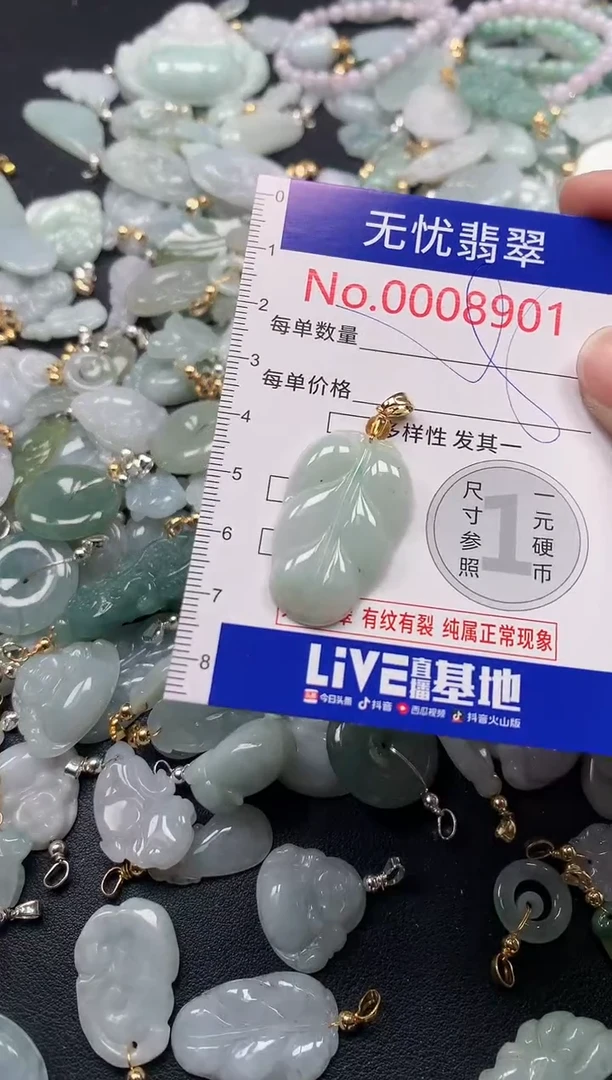 0
无忧翡翠
1
No.0008901
2
每单数量
3
每单价格
4
多样性 发其一
5
尺寸参照
1
一元硬币
6
7
有纹有裂 纯属正常现象
8
LiVE直播基地
今日头条 抖音 西瓜视频 抖音火山版